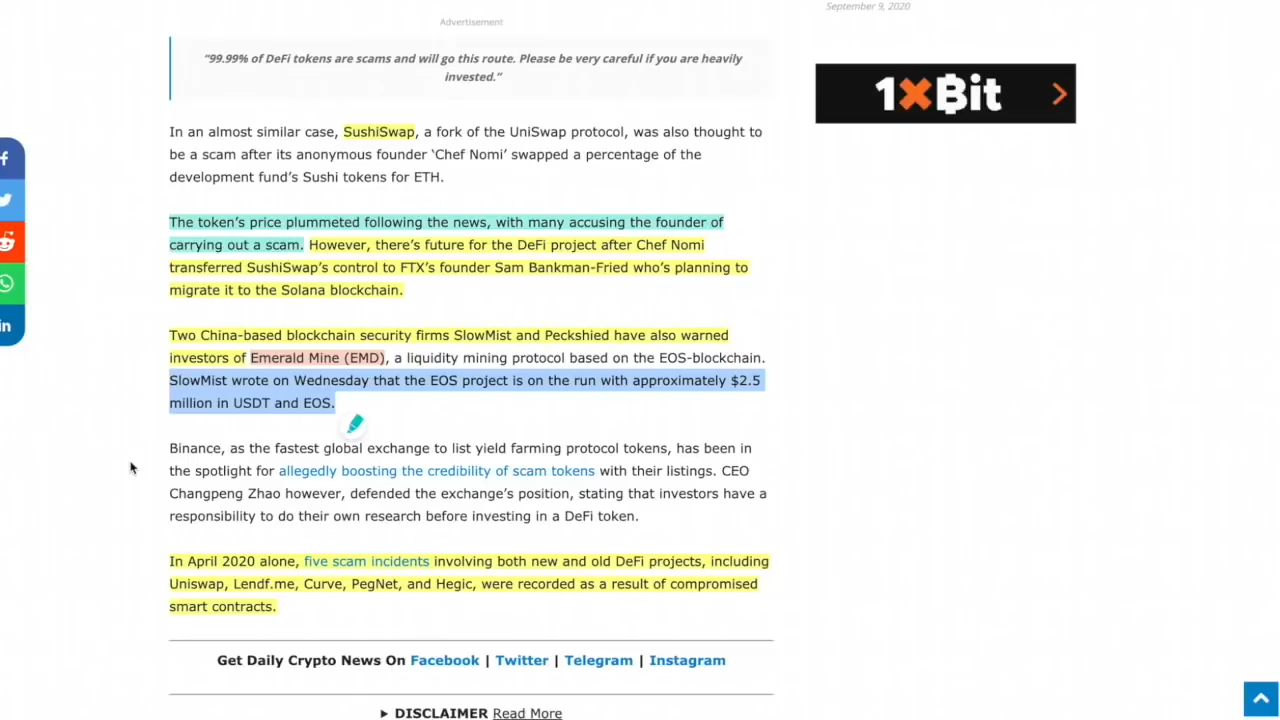 September 9, 2020
Advertisement
“99.99% of DeFi tokens are scams and will go this route. Please be very careful if you are heavily
invested.”
1XBit
In an almost similar case, SushiSwap, a fork of the UniSwap protocol, was also thought to
be a scam after its anonymous founder ‘Chef Nomi’ swapped a percentage of the
development fund’s Sushi tokens for ETH.
The token’s price plummeted following the news, with many accusing the founder of
carrying out a scam. However, there’s future for the DeFi project after Chef Nomi
transferred SushiSwap’s control to FTX’s founder Sam Bankman-Fried who’s planning to
migrate it to the Solana blockchain.
Two China-based blockchain security firms SlowMist and Peckshied have also warned
investors of Emerald Mine (EMD), a liquidity mining protocol based on the EOS-blockchain.
SlowMist wrote on Wednesday that the EOS project is on the run with approximately $2.5
million in USDT and EOS.
Binance, as the fastest global exchange to list yield farming protocol tokens, has been in
the spotlight for allegedly boosting the credibility of scam tokens with their listings. CEO
Changpeng Zhao however, defended the exchange’s position, stating that investors have a
responsibility to do their own research before investing in a DeFi token.
In April 2020 alone, five scam incidents involving both new and old DeFi projects, including
Uniswap, Lendf.me, Curve, PegNet, and Hegic, were recorded as a result of compromised
smart contracts.
Get Daily Crypto News On Facebook | Twitter | Telegram | Instagram
► DISCLAIMER Read More